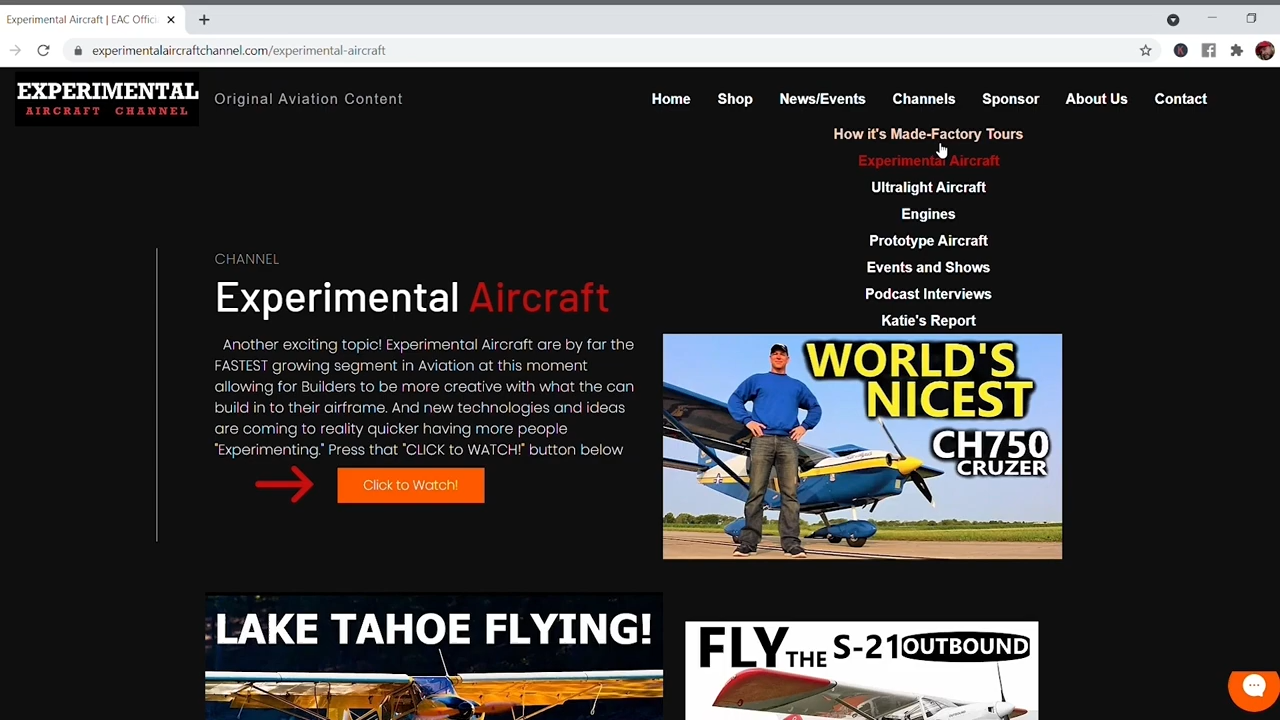 Experimental Aircraft | EAC Offici
experimentalaircraftchannel.com/experimental-aircraft
EXPERIMENTAL
AIRCRAFT CHANNEL
Original Aviation Content
Home Shop News/Events Channels Sponsor About Us Contact
How it's Made-Factory Tours
Experimental Aircraft
Ultralight Aircraft
Engines
Prototype Aircraft
Events and Shows
Podcast Interviews
Katie's Report
CHANNEL
Experimental Aircraft
Another exciting topic! Experimental Aircraft are by far the
FASTEST growing segment in Aviation at this moment
allowing for Builders to be more creative with what the can
build in to their airframe. And new technologies and ideas
are coming to reality quicker having more people
"Experimenting." Press that "CLICK to WATCH!" button below
Click to Watch!
WORLD'S
NICEST
CH750
CRUZER
LAKE TAHOE FLYING!
FLY THE S-21 OUTBOUND